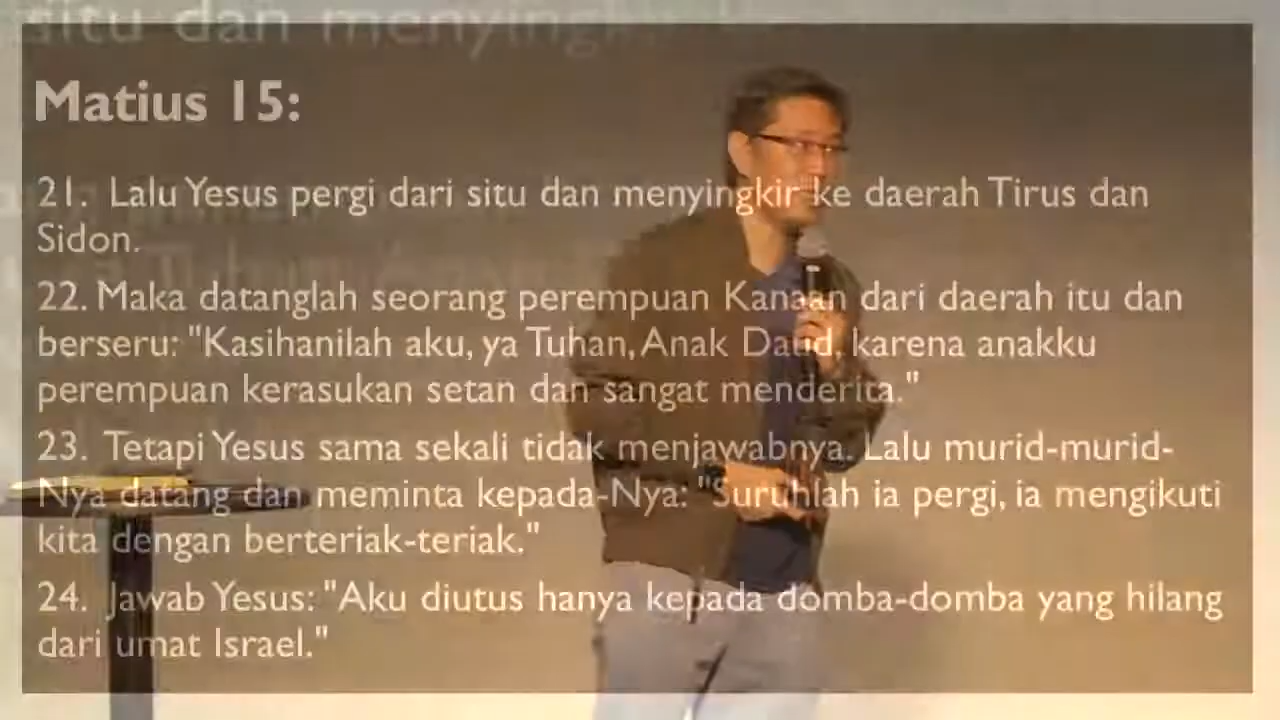 situ dan menyingkir
Matius 15:
21. Lalu Yesus pergi dari situ dan menyingkir ke daerah Tirus dan
Sidon.
22. Maka datanglah seorang perempuan Kanaan dari daerah itu dan
berseru: "Kasihanilah aku, ya Tuhan, Anak Daud, karena anakku
perempuan kerasukan setan dan sangat menderita."
23. Tetapi Yesus sama sekali tidak menjawabnya. Lalu murid-murid-
Nya datang dan meminta kepada-Nya: "Suruhlah ia pergi, ia mengikuti
kita dengan berteriak-teriak."
24. Jawab Yesus: "Aku diutus hanya kepada domba-domba yang hilang
dari umat Israel."